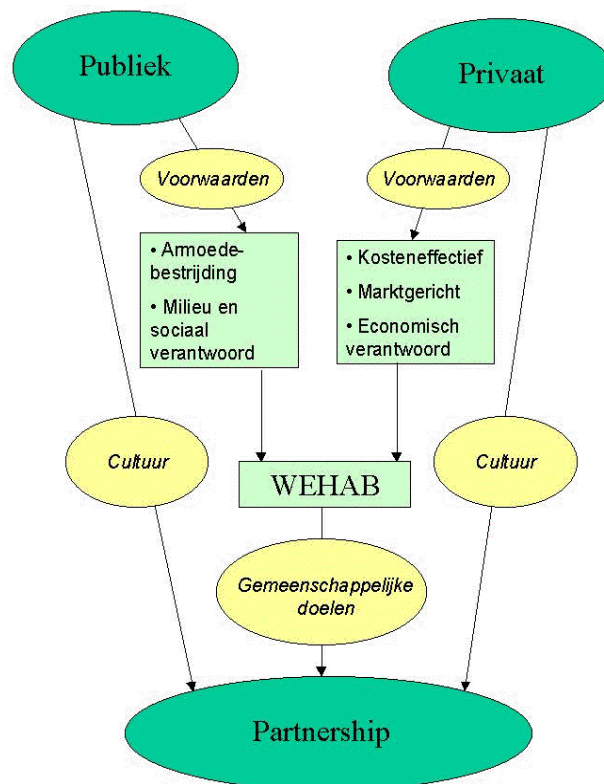 Publiek
Privaat
Voorwaarden
Voorwaarden
• Armoede-
bestrijding
• Milieu en
sociaal
verantwoord
• Kosteneffectief
• Marktgericht
• Economisch
verantwoord
Cultuur
Cultuur
WEHAB
Gemeenschappelijke
doelen
Partnership